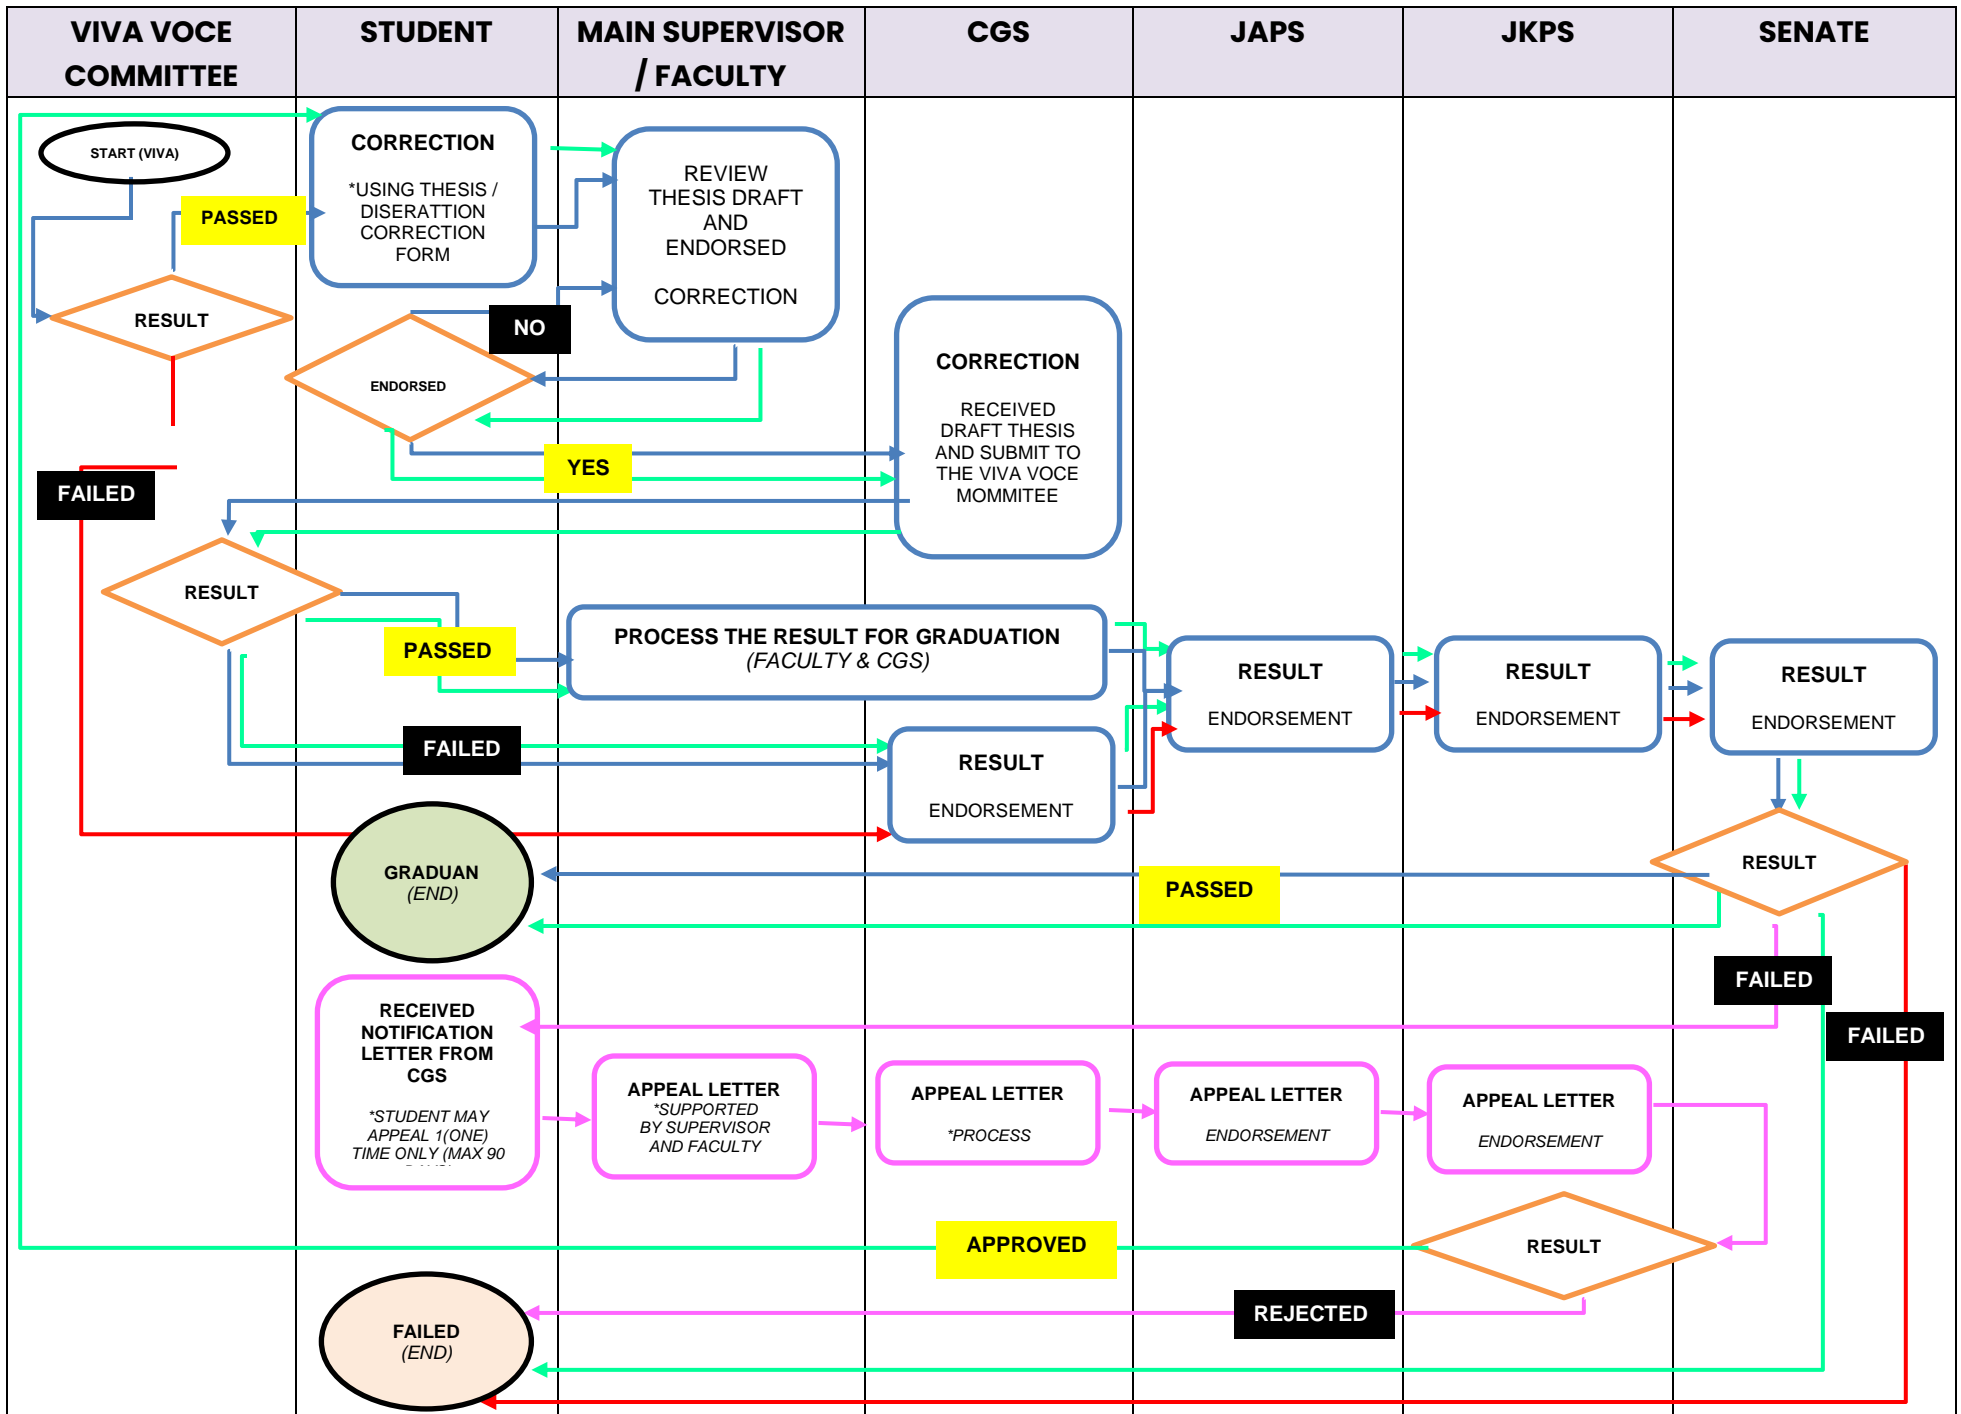 VIVA VOCE
COMMITTEE
STUDENT
MAIN SUPERVISOR
/ FACULTY
CGS
JAPS
JKPS
SENATE
START (VIVA)
PASSED
RESULT
CORRECTION
*USING THESIS /
DISERATTION
CORRECTION
FORM
REVIEW
THESIS DRAFT
AND
ENDORSED
CORRECTION
NO
ENDORSED
YES
CORRECTION
RECEIVED
DRAFT THESIS
AND SUBMIT TO
THE VIVA VOCE
MOMMITEE
FAILED
RESULT
PASSED
PROCESS THE RESULT FOR GRADUATION
(FACULTY & CGS)
FAILED
RESULT
ENDORSEMENT
RESULT
ENDORSEMENT
RESULT
ENDORSEMENT
RESULT
ENDORSEMENT
RESULT
PASSED
GRADUAN
(END)
FAILED
FAILED
RECEIVED
NOTIFICATION
LETTER FROM
CGS
*STUDENT MAY
APPEAL 1(ONE)
TIME ONLY (MAX 90
APPEAL LETTER
*SUPPORTED
BY SUPERVISOR
AND FACULTY
APPEAL LETTER
*PROCESS
APPEAL LETTER
ENDORSEMENT
APPEAL LETTER
ENDORSEMENT
RESULT
APPROVED
REJECTED
FAILED
(END)